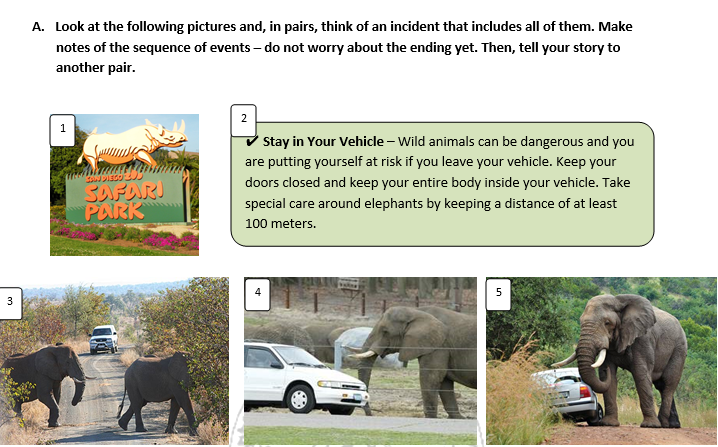 A. Look at the following pictures and, in pairs, think of an incident that includes all of them. Make
notes of the sequence of events – do not worry about the ending yet. Then, tell your story to
another pair.
1
SAN DIEGO ZOO
SAFARI
PARK
2
✔ Stay in Your Vehicle – Wild animals can be dangerous and you
are putting yourself at risk if you leave your vehicle. Keep your
doors closed and keep your entire body inside your vehicle. Take
special care around elephants by keeping a distance of at least
100 meters.
3
4
5